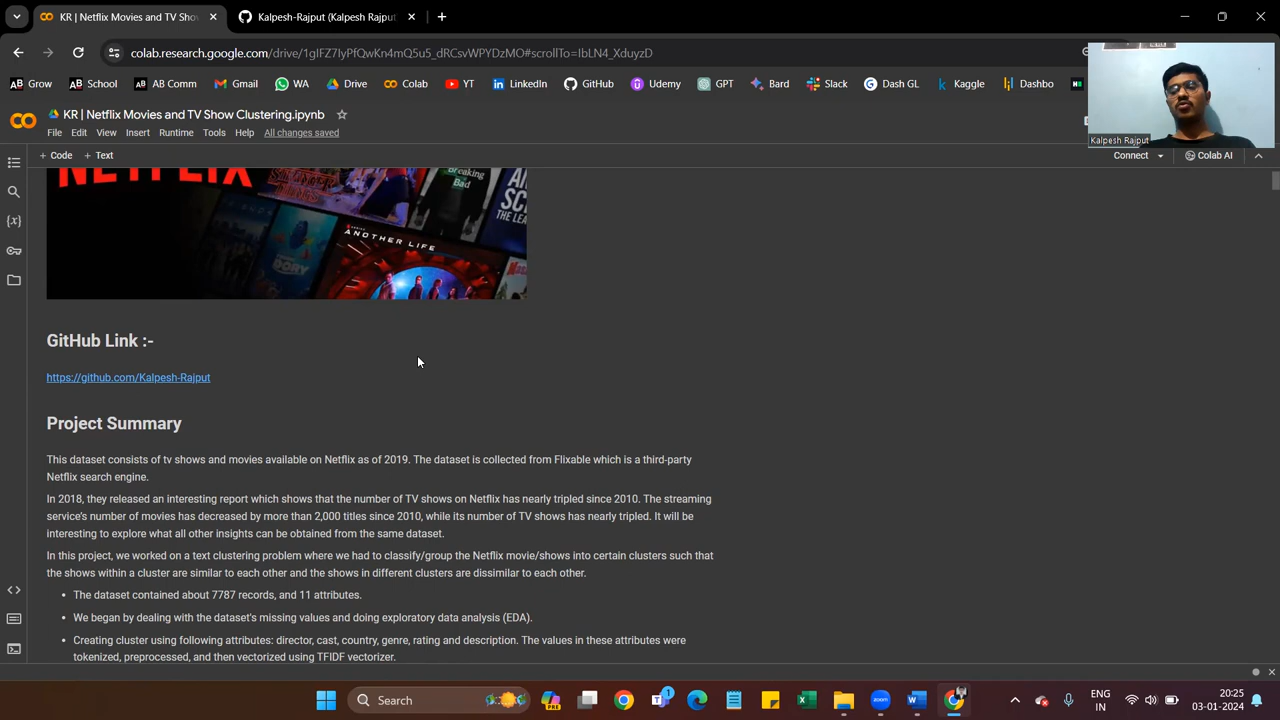 KR | Netflix Movies and TV Sho
Kalpesh-Rajput (Kalpesh Rajput)
colab.research.google.com/drive/1gIFZ7IyPfQwKn4mQ5u5_dRCsvWPYDzMO#scrollTo=IbLN4_XduyzD
AB Grow AB School AB Comm Gmail WA Drive Colab LinkedIn GitHub Udemy GPT Bard Slack Dash GL Kaggle Dashbo
KR | Netflix Movies and TV Show Clustering.ipynb
File Edit View Insert Runtime Tools Help All changes saved
Kalpesh Rajput
+ Code + Text Connect Colab AI
NETFLIX
Breaking
Bad
THE LEA
ANOTHER LIFE
DORY
GitHub Link :-
https://github.com/Kalpesh-Rajput
Project Summary
This dataset consists of tv shows and movies available on Netflix as of 2019. The dataset is collected from Flixable which is a third-party
Netflix search engine.
In 2018, they released an interesting report which shows that the number of TV shows on Netflix has nearly tripled since 2010. The streaming
service's number of movies has decreased by more than 2,000 titles since 2010, while its number of TV shows has nearly tripled. It will be
interesting to explore what all other insights can be obtained from the same dataset.
In this project, we worked on a text clustering problem where we had to classify/group the Netflix movie/shows into certain clusters such that
the shows within a cluster are similar to each other and the shows in different clusters are dissimilar to each other.
• The dataset contained about 7787 records, and 11 attributes.
• We began by dealing with the dataset's missing values and doing exploratory data analysis (EDA).
• Creating cluster using following attributes: director, cast, country, genre, rating and description. The values in these attributes were
tokenized, preprocessed, and then vectorized using TFIDF vectorizer.
Search
1
ENG
IN
20:25
03-01-2024